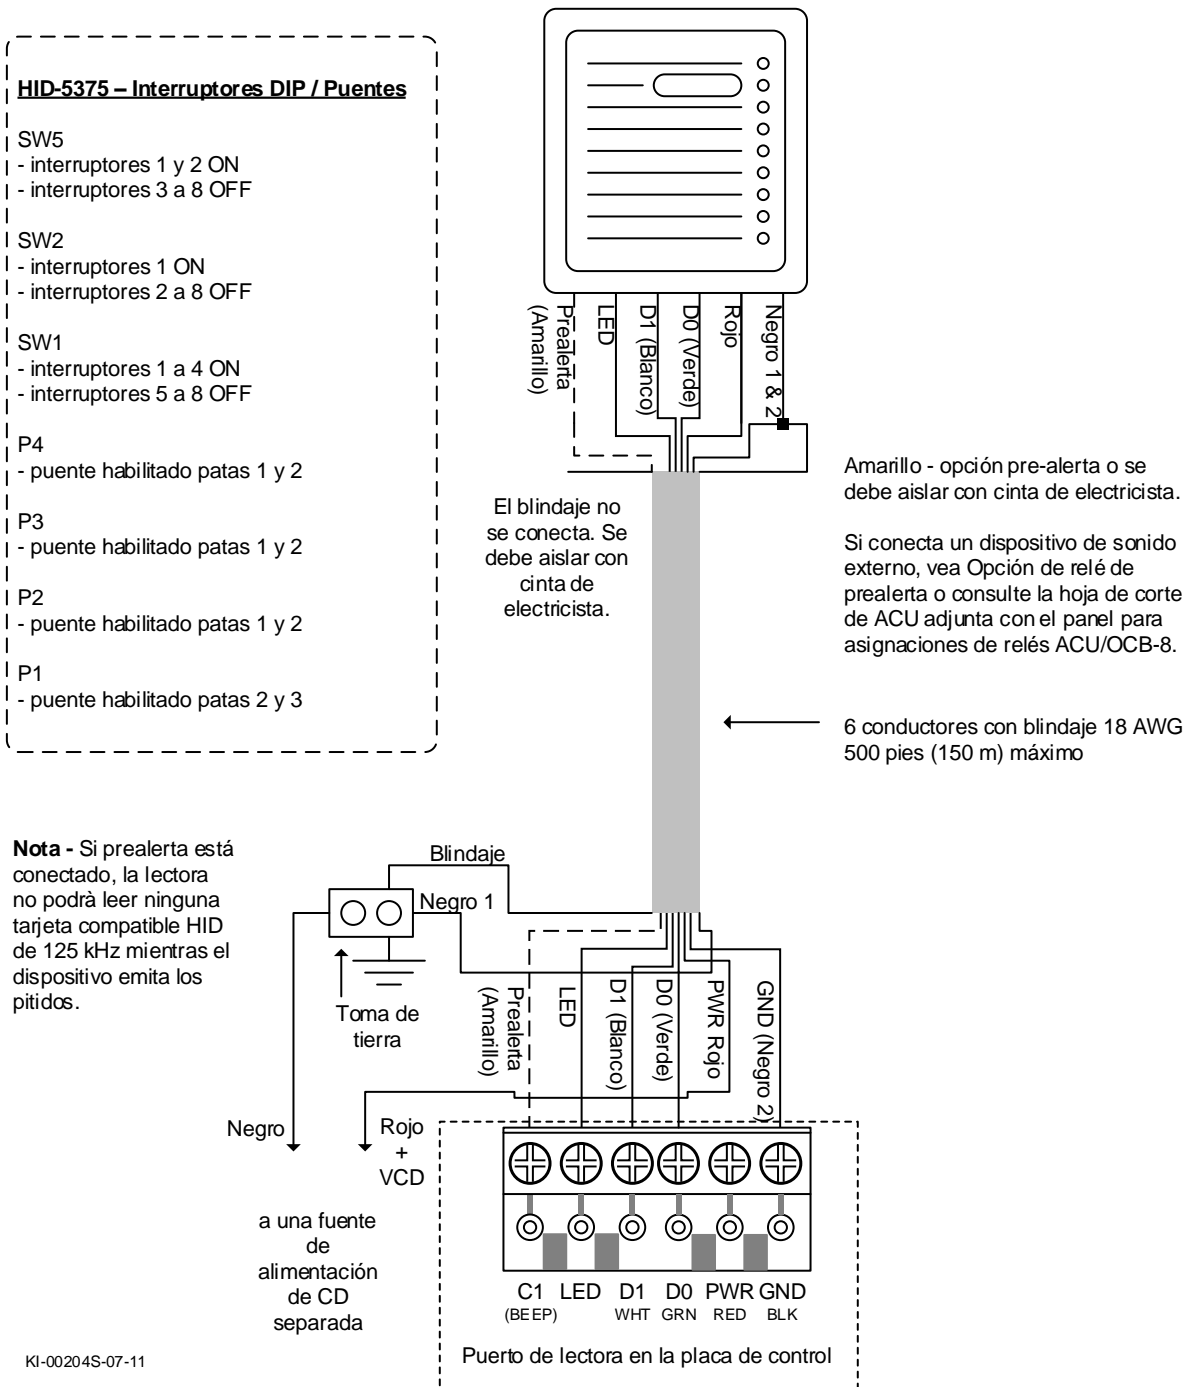 HID-5375 – Interruptores DIP / Puentes
SW5
- interruptores 1 y 2 ON
- interruptores 3 a 8 OFF
SW2
- interruptores 1 ON
- interruptores 2 a 8 OFF
SW1
- interruptores 1 a 4 ON
- interruptores 5 a 8 OFF
P4
- puente habilitado patas 1 y 2
P3
- puente habilitado patas 1 y 2
P2
- puente habilitado patas 1 y 2
P1
- puente habilitado patas 2 y 3
Prealerta
(Amarillo)
LED
D1 (Blanco)
D0 (Verde)
Rojo
Negro 1 & 2
El blindaje no
se conecta. Se
debe aislar con
cinta de
electricista.
Amarillo - opción pre-alerta o se
debe aislar con cinta de electricista.
Si conecta un dispositivo de sonido
externo, vea Opción de relé de
prealerta o consulte la hoja de corte
de ACU adjunta con el panel para
asignaciones de relés ACU/OCB-8.
6 conductores con blindaje 18 AWG
500 pies (150 m) máximo
Nota - Si prealerta está
conectado, la lectora
no podrà leer ninguna
tarjeta compatible HID
de 125 kHz mientras el
dispositivo emita los
pitidos.
Blindaje
Negro 1
Toma de
tierra
Prealerta
(Amarillo)
LED
D1 (Blanco)
D0 (Verde)
PWR Rojo
GND (Negro 2)
Negro
Rojo
+
VCD
a una fuente
de
alimentación
de CD
separada
C1 LED D1 D0 PWR GND
(BEEP) WHT GRN RED BLK
Puerto de lectora en la placa de control
KI-00204S-07-11